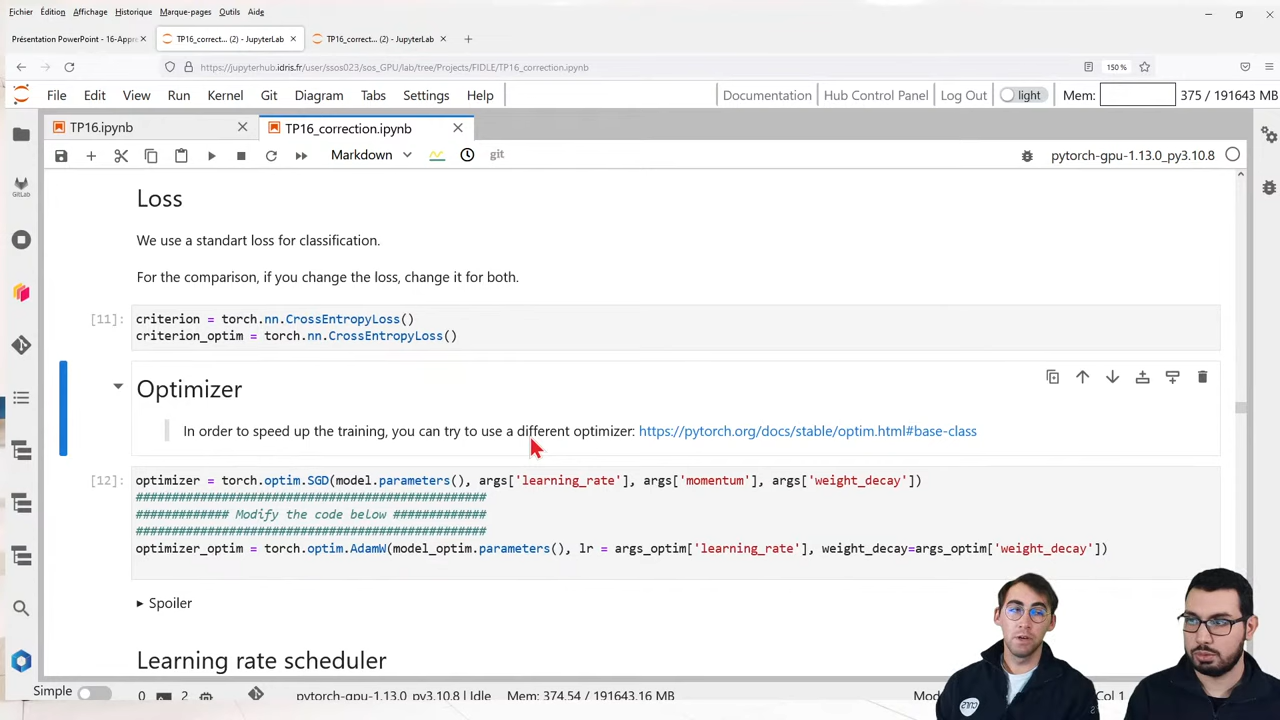 Fichier Édition Affichage Historique Marque-pages Outils Aide
Présentation PowerPoint - 16-Appre
TP16_correct... (2) - JupyterLab
TP16_correct... (2) - JupyterLab
https://jupyterhub.idris.fr/user/ssos023/sos_GPU/lab/tree/Projects/FIDLE/TP16_correction.ipynb
150 %
File Edit View Run Kernel Git Diagram Tabs Settings Help
Documentation Hub Control Panel Log Out light Mem: 375 / 191643 MB
TP16.ipynb
TP16_correction.ipynb
Markdown
git
pytorch-gpu-1.13.0_py3.10.8
GitLab
Loss
We use a standart loss for classification.
For the comparison, if you change the loss, change it for both.
[11]:
criterion = torch.nn.CrossEntropyLoss()
criterion_optim = torch.nn.CrossEntropyLoss()
Optimizer
In order to speed up the training, you can try to use a different optimizer: https://pytorch.org/docs/stable/optim.html#base-class
[12]:
optimizer = torch.optim.SGD(model.parameters(), args['learning_rate'], args['momentum'], args['weight_decay'])
#############################################
############# Modify the code below #############
#############################################
optimizer_optim = torch.optim.AdamW(model_optim.parameters(), lr = args_optim['learning_rate'], weight_decay=args_optim['weight_decay'])
Spoiler
Learning rate scheduler
Simple
0
2
pytorch-gpu-1.13.0_py3.10.8 | Idle
Mem: 374.54 / 191643.16 MB
Col 1